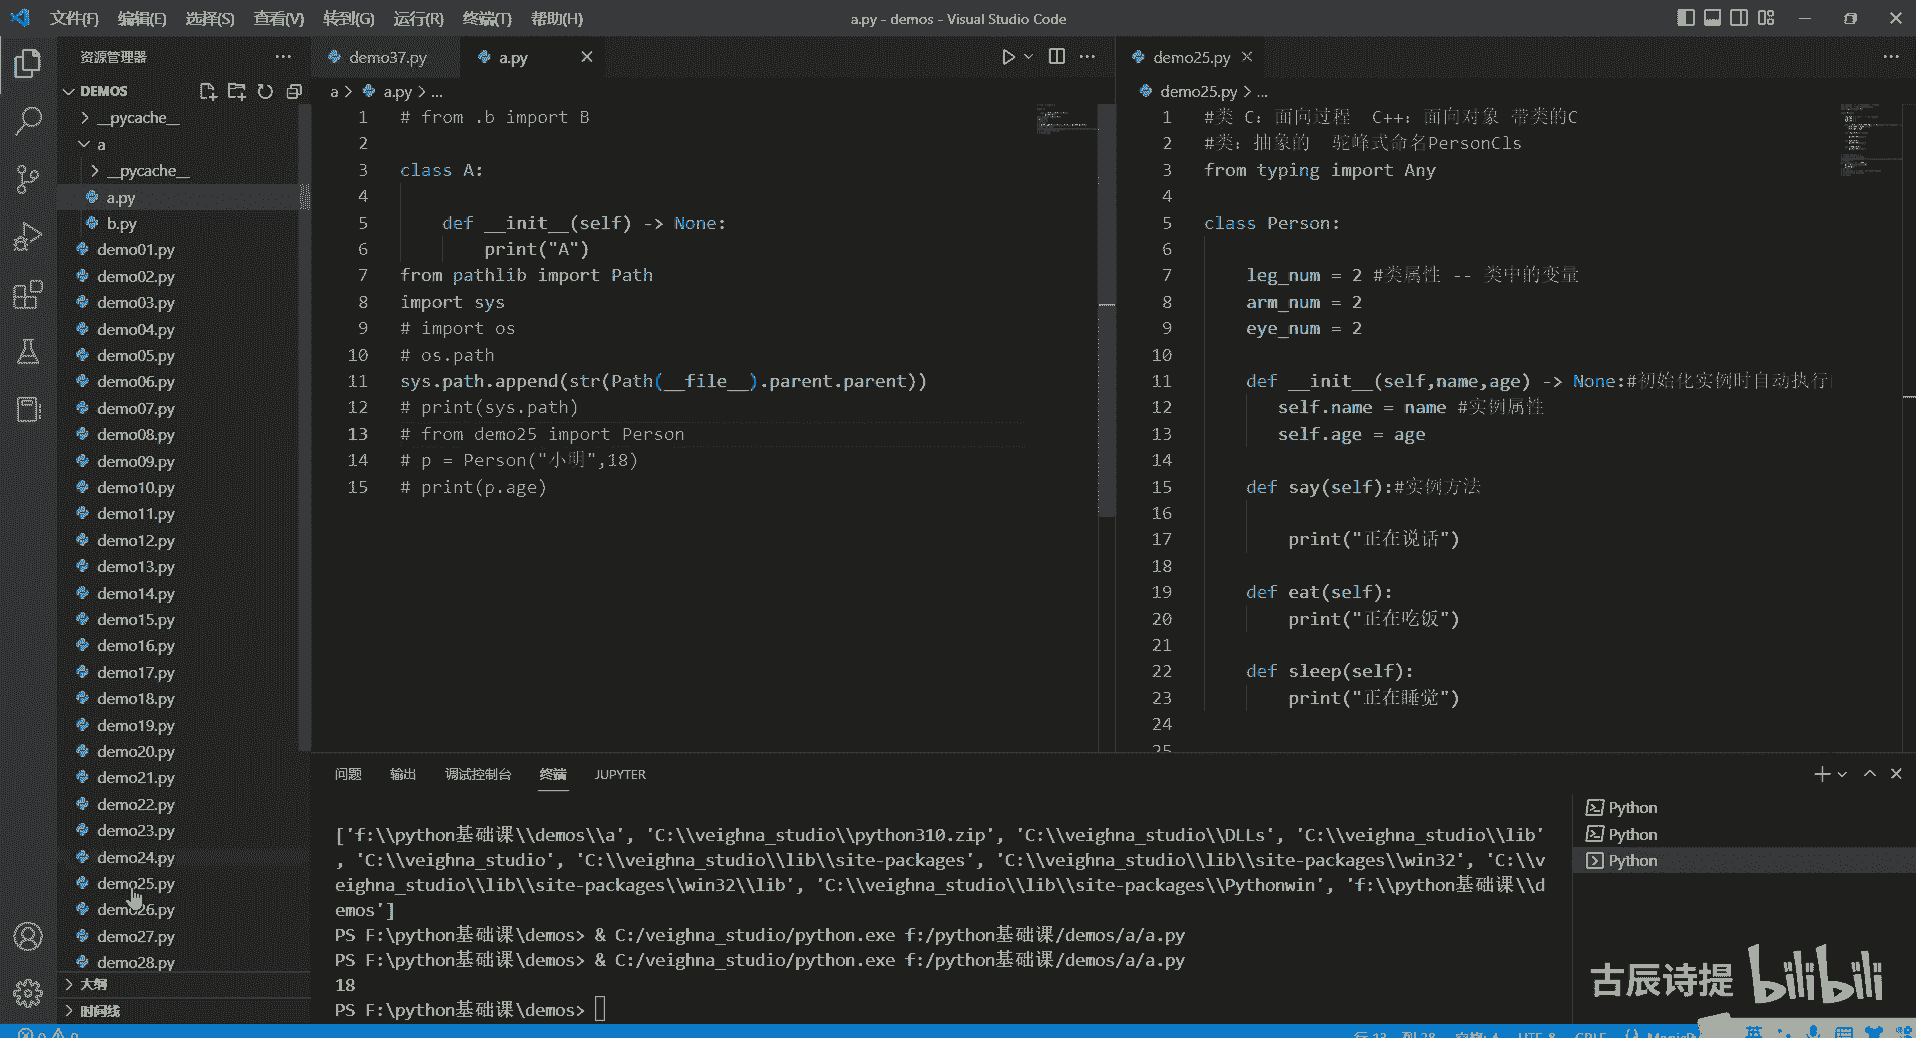 文件(F) 编辑(E) 选择(S) 查看(V) 转到(G) 运行(R) 终端(T) 帮助(H)
a.py - demos - Visual Studio Code
资源管理器
DEMOS
__pycache__
a
__pycache__
a.py
b.py
demo01.py
demo02.py
demo03.py
demo04.py
demo05.py
demo06.py
demo07.py
demo08.py
demo09.py
demo10.py
demo11.py
demo12.py
demo13.py
demo14.py
demo15.py
demo16.py
demo17.py
demo18.py
demo19.py
demo20.py
demo21.py
demo22.py
demo23.py
demo24.py
demo25.py
demo26.py
demo27.py
demo28.py
大纲
时间线
demo37.py a.py
a > a.py > ...
1 # from .b import B
2
3 class A:
4
5 def __init__(self) -> None:
6 print("A")
7 from pathlib import Path
8 import sys
9 # import os
10 # os.path
11 sys.path.append(str(Path(__file__).parent.parent))
12 # print(sys.path)
13 # from demo25 import Person
14 # p = Person("小明",18)
15 # print(p.age)
demo25.py
demo25.py > ...
1 #类 C: 面向过程 C++: 面向对象 带类的C
2 #类: 抽象的 驼峰式命名PersonCls
3 from typing import Any
4
5 class Person:
6
7 leg_num = 2 #类属性 -- 类中的变量
8 arm_num = 2
9 eye_num = 2
10
11 def __init__(self,name,age) -> None:#初始化实例时自动执行
12 self.name = name #实例属性
13 self.age = age
14
15 def say(self):#实例方法
16
17 print("正在说话")
18
19 def eat(self):
20 print("正在吃饭")
21
22 def sleep(self):
23 print("正在睡觉")
24
25
问题 输出 调试控制台 终端 JUPYTER
['f:\\python基础课\\demos\\a', 'C:\\veighna_studio\\python310.zip', 'C:\\veighna_studio\\DLLs', 'C:\\veighna_studio\\lib'
, 'C:\\veighna_studio', 'C:\\veighna_studio\\lib\\site-packages', 'C:\\veighna_studio\\lib\\site-packages\\win32', 'C:\\v
eighna_studio\\lib\\site-packages\\win32\\lib', 'C:\\veighna_studio\\lib\\site-packages\\Pythonwin', 'f:\\python基础课\\d
emos']
PS F:\python基础课\demos> & C:/veighna_studio/python.exe f:/python基础课/demos/a/a.py
PS F:\python基础课\demos> & C:/veighna_studio/python.exe f:/python基础课/demos/a/a.py
18
PS F:\python基础课\demos>
Python
Python
Python
古辰诗提 bilibili
行 13 列 28 空格: 4 UTF-8 CRLF
英